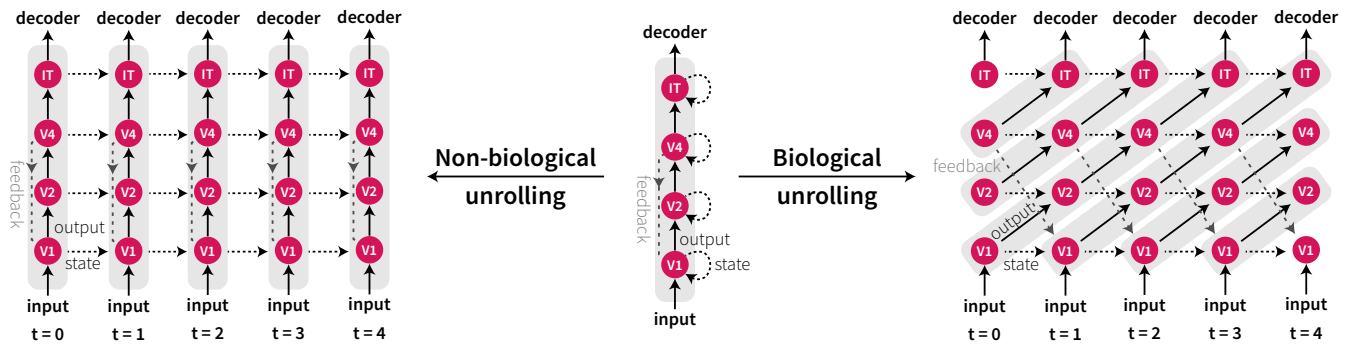 decoder decoder decoder decoder decoder
IT IT IT IT IT
V4 V4 V4 V4 V4
feedback
V2 V2 V2 V2 V2
output
V1 V1 V1 V1 V1
state
input input input input input
t = 0 t = 1 t = 2 t = 3 t = 4
Non-biological
unrolling
decoder
IT
V4
feedback
V2
output
V1
state
input
Biological
unrolling
decoder decoder decoder decoder decoder
IT IT IT IT IT
V4 V4 V4 V4 V4
feedback
V2 V2 V2 V2 V2
output
V1 V1 V1 V1 V1
state
input input input input input
t = 0 t = 1 t = 2 t = 3 t = 4